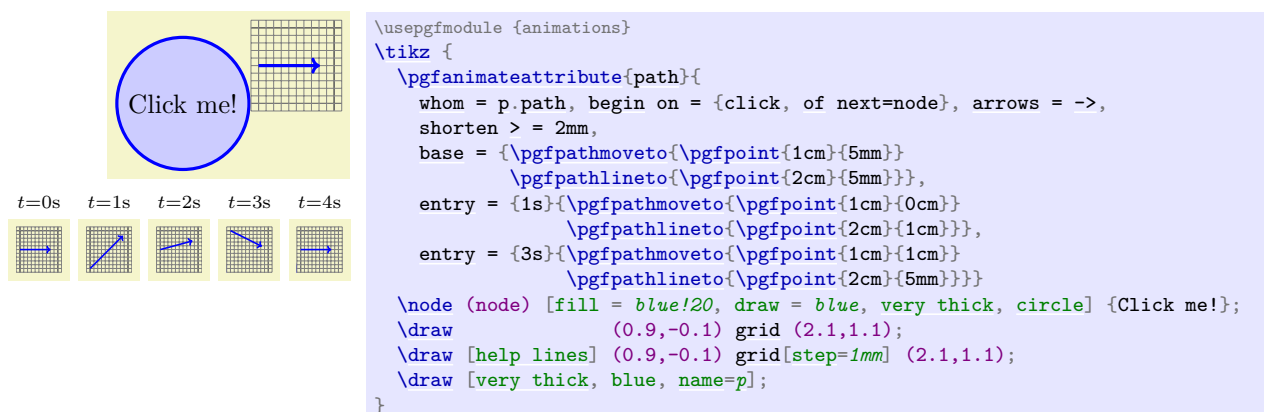 Click me!
t=0s t=1s t=2s t=3s t=4s
\usepgfmodule {animations}
\tikz {
  \pgfanimateattribute{path}{
    whom = p.path, begin on = {click, of next=node}, arrows = ->,
    shorten > = 2mm,
    base = {\pgfpathmoveto{\pgfpoint{1cm}{5mm}}
            \pgfpathlineto{\pgfpoint{2cm}{5mm}}},
    entry = {1s}{\pgfpathmoveto{\pgfpoint{1cm}{0cm}}
                 \pgfpathlineto{\pgfpoint{2cm}{1cm}}},
    entry = {3s}{\pgfpathmoveto{\pgfpoint{1cm}{1cm}}
                 \pgfpathlineto{\pgfpoint{2cm}{5mm}}}}
  \node (node) [fill = blue!20, draw = blue, very thick, circle] {Click me!};
  \draw              (0.9,-0.1) grid (2.1,1.1);
  \draw [help lines] (0.9,-0.1) grid[step=1mm] (2.1,1.1);
  \draw [very thick, blue, name=p];
}